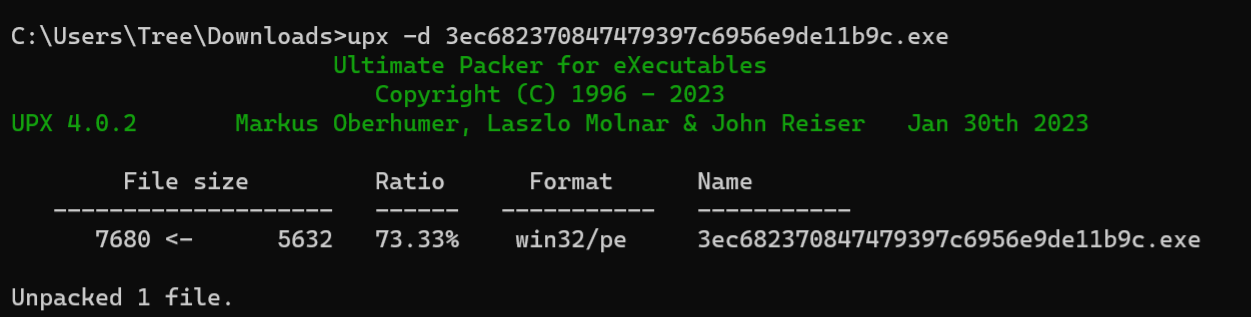 C:\Users\Tree\Downloads>upx -d 3ec682370847479397c6956e9de11b9c.exe
Ultimate Packer for eXecutables
Copyright (C) 1996 - 2023
UPX 4.0.2 Markus Oberhumer, Laszlo Molnar & John Reiser Jan 30th 2023
File size Ratio Format Name
-------------------- ------ ----------- -----------
7680 <- 5632 73.33% win32/pe 3ec682370847479397c6956e9de11b9c.exe
Unpacked 1 file.